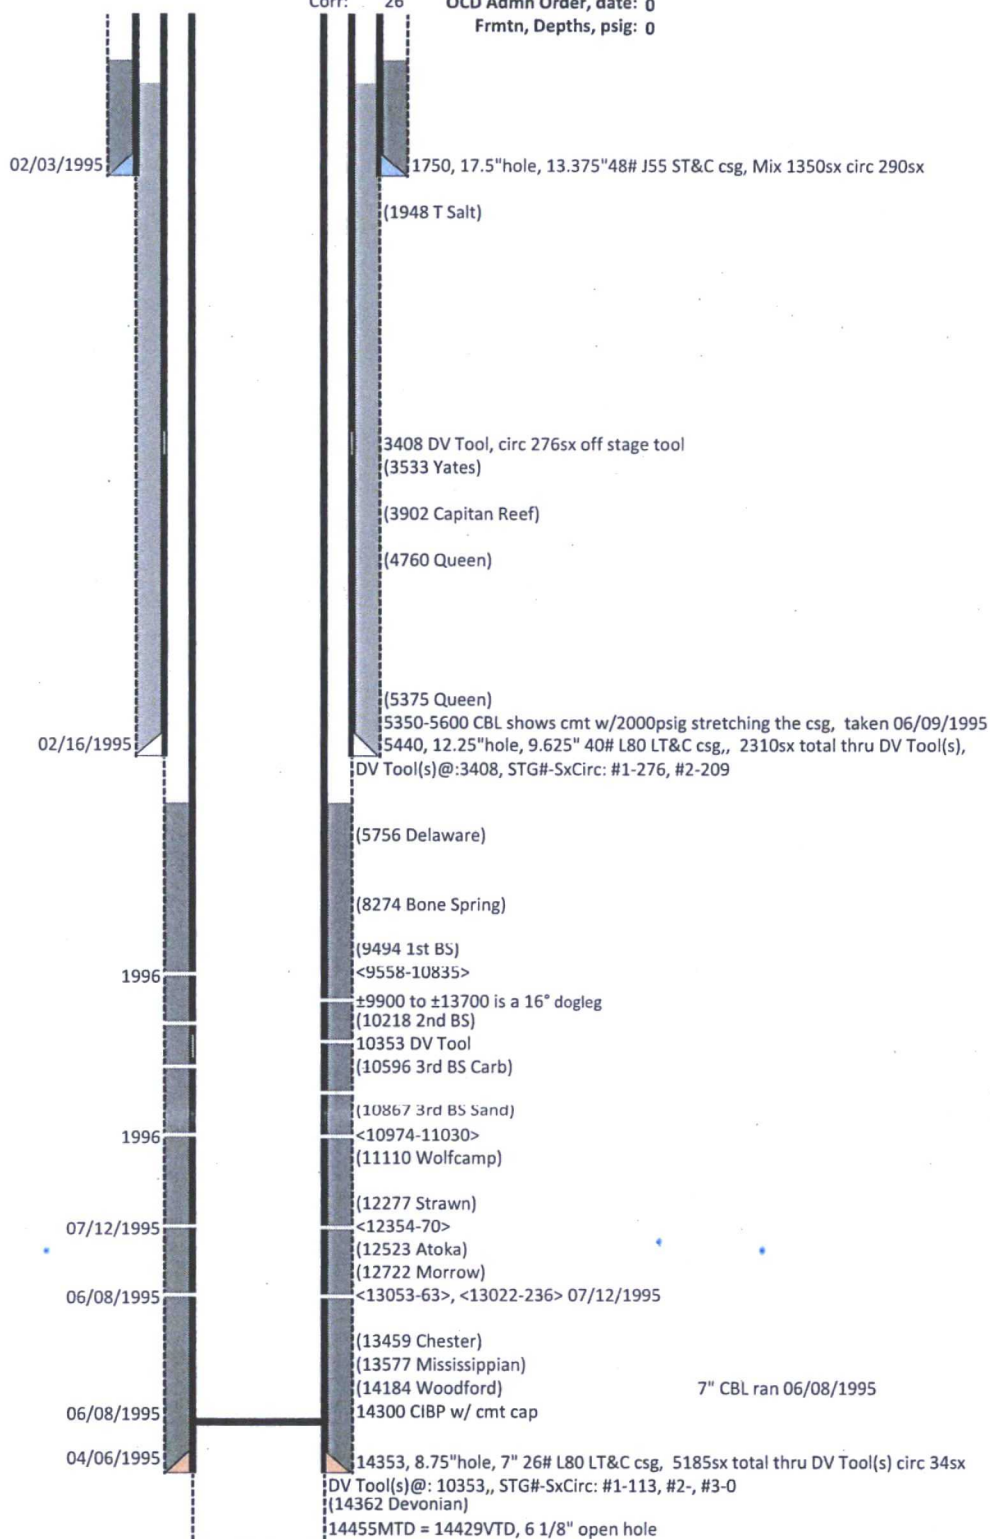 Corr: 26 OCD Admn Order, date: 0
Frmtn, Depths, psig: 0
02/03/1995 1750, 17.5"hole, 13.375"48# J55 ST&C csg, Mix 1350sx circ 290sx
(1948 T Salt)
3408 DV Tool, circ 276sx off stage tool
(3533 Yates)
(3902 Capitan Reef)
(4760 Queen)
(5375 Queen)
5350-5600 CBL shows cmt w/2000psig stretching the csg, taken 06/09/1995
02/16/1995 5440, 12.25"hole, 9.625" 40# L80 LT&C csg,, 2310sx total thru DV Tool(s),
DV Tool(s)@:3408, STG#-SxCirc: #1-276, #2-209
(5756 Delaware)
(8274 Bone Spring)
(9494 1st BS)
1996 <9558-10835>
±9900 to ±13700 is a 16° dogleg
(10218 2nd BS)
10353 DV Tool
(10596 3rd BS Carb)
(10867 3rd BS Sand)
1996 <10974-11030>
(11110 Wolfcamp)
(12277 Strawn)
07/12/1995 <12354-70>
(12523 Atoka)
(12722 Morrow)
06/08/1995 <13053-63>, <13022-236> 07/12/1995
(13459 Chester)
(13577 Mississippian)
(14184 Woodford) 7" CBL ran 06/08/1995
06/08/1995 14300 CIBP w/ cmt cap
04/06/1995 14353, 8.75"hole, 7" 26# L80 LT&C csg, 5185sx total thru DV Tool(s) circ 34sx
DV Tool(s)@: 10353,, STG#-SxCirc: #1-113, #2-, #3-0
(14362 Devonian)
14455MTD = 14429VTD, 6 1/8" open hole